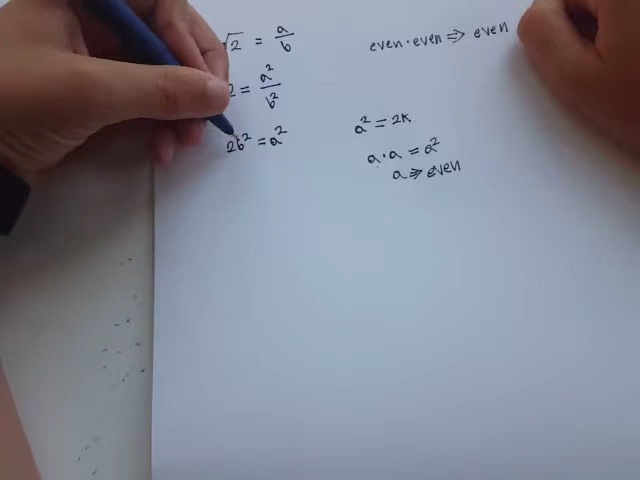 √2 = a/b
even · even ⇒ even
2 = a²/b²
a² = 2k
2b² = a²
a · a = a²
a ⇒ even